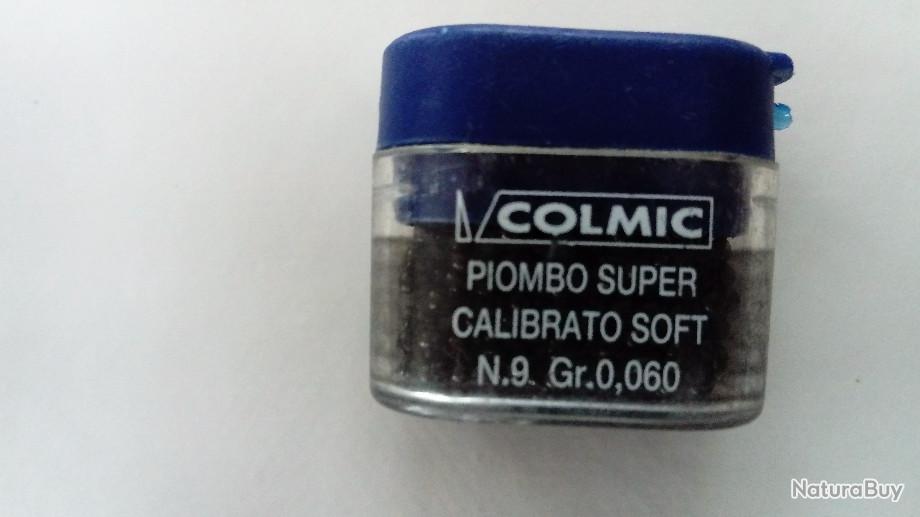 COLMIC
PIOMBO SUPER
CALIBRATO SOFT
N.9 Gr.0,060
NaturaBuy